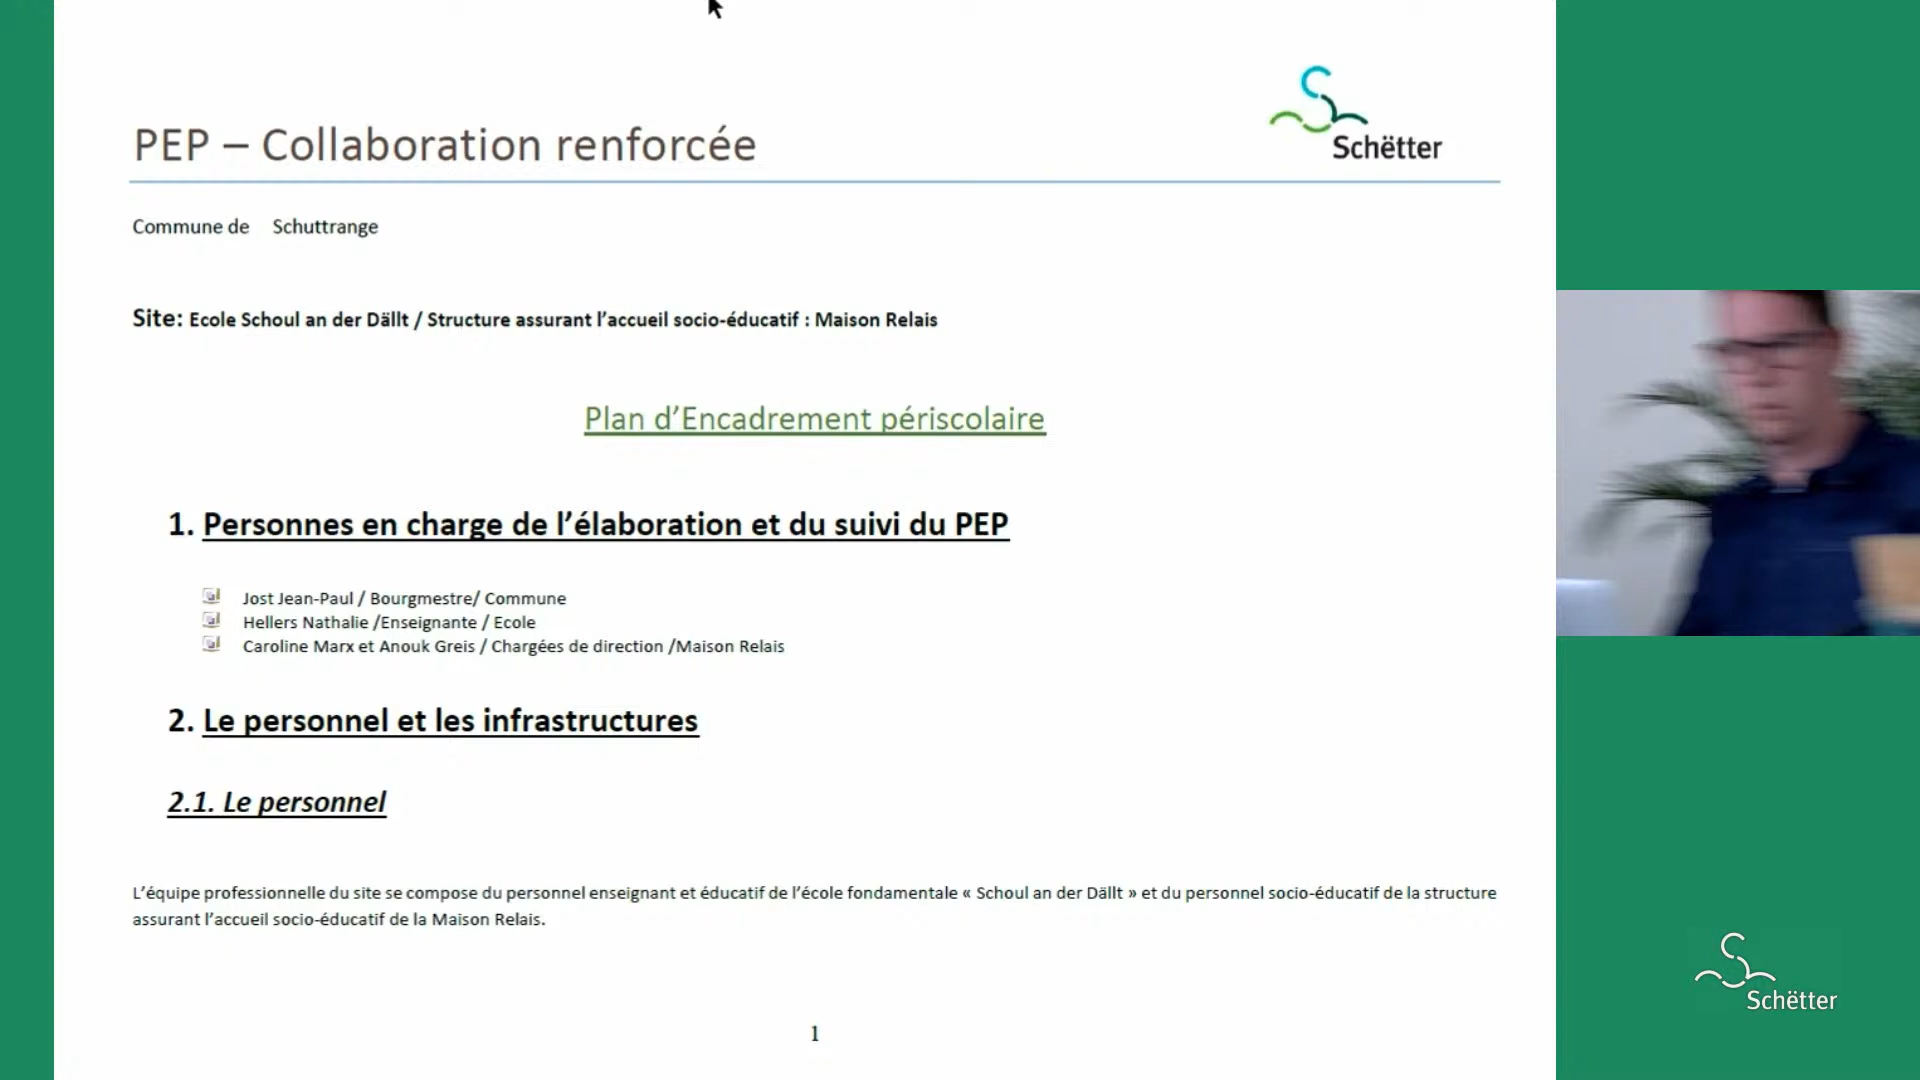 PEP – Collaboration renforcée
Schëtter
Commune de Schuttrange
Site: Ecole Schoul an der Dällt / Structure assurant l’accueil socio-éducatif : Maison Relais
Plan d’Encadrement périscolaire
1. Personnes en charge de l’élaboration et du suivi du PEP
Jost Jean-Paul / Bourgmestre/ Commune
Hellers Nathalie /Enseignante / Ecole
Caroline Marx et Anouk Greis / Chargées de direction /Maison Relais
2. Le personnel et les infrastructures
2.1. Le personnel
L’équipe professionnelle du site se compose du personnel enseignant et éducatif de l’école fondamentale « Schoul an der Dällt » et du personnel socio-éducatif de la structure
assurant l’accueil socio-éducatif de la Maison Relais.
1
Schëtter